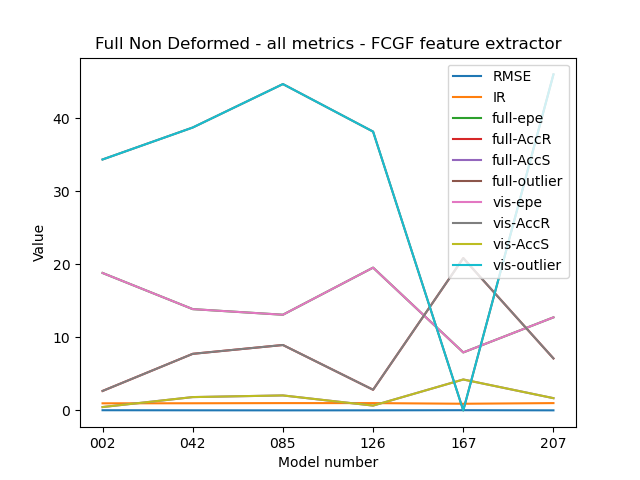 Full Non Deformed - all metrics - FCGF feature extractor
RMSE
IR
full-epe
full-AccR
full-AccS
full-outlier
vis-epe
vis-AccR
vis-AccS
vis-outlier
Value
40
30
20
10
0
002 042 085 126 167 207
Model number